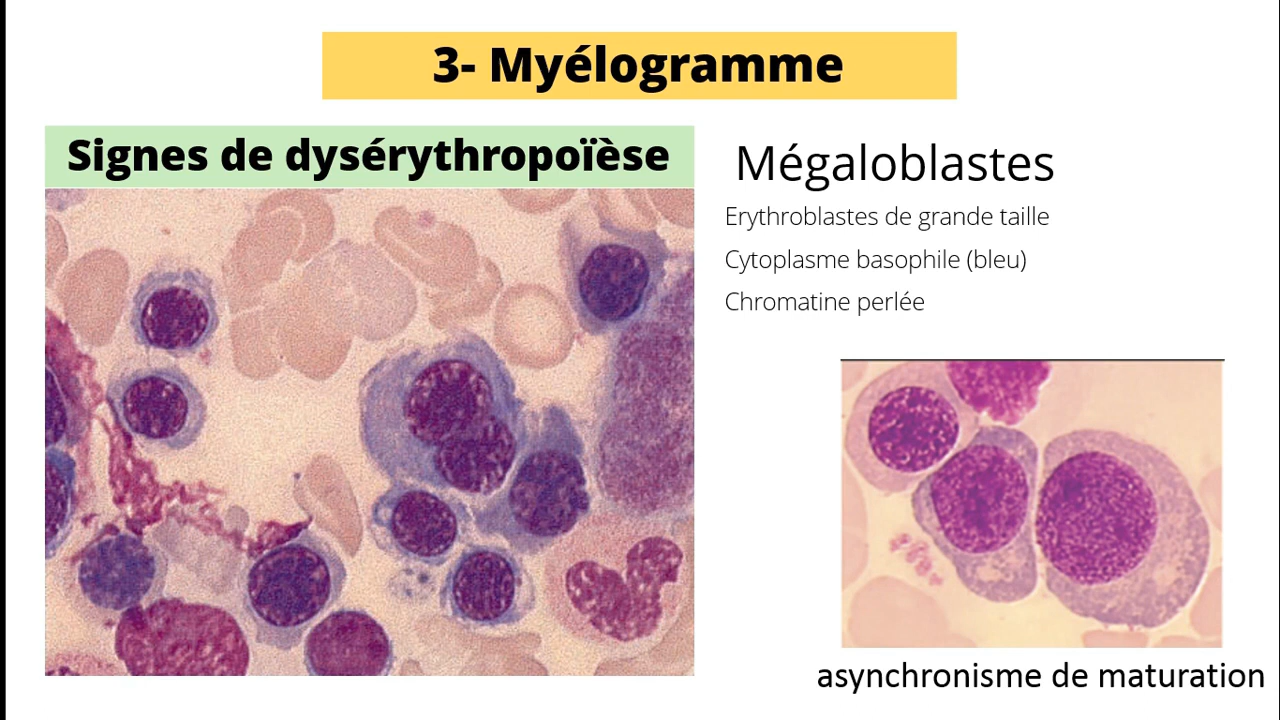 3- Myélogramme
Signes de dysérythropoïèse
Mégaloblastes
Erythroblastes de grande taille
Cytoplasme basophile (bleu)
Chromatine perlée
asynchronisme de maturation